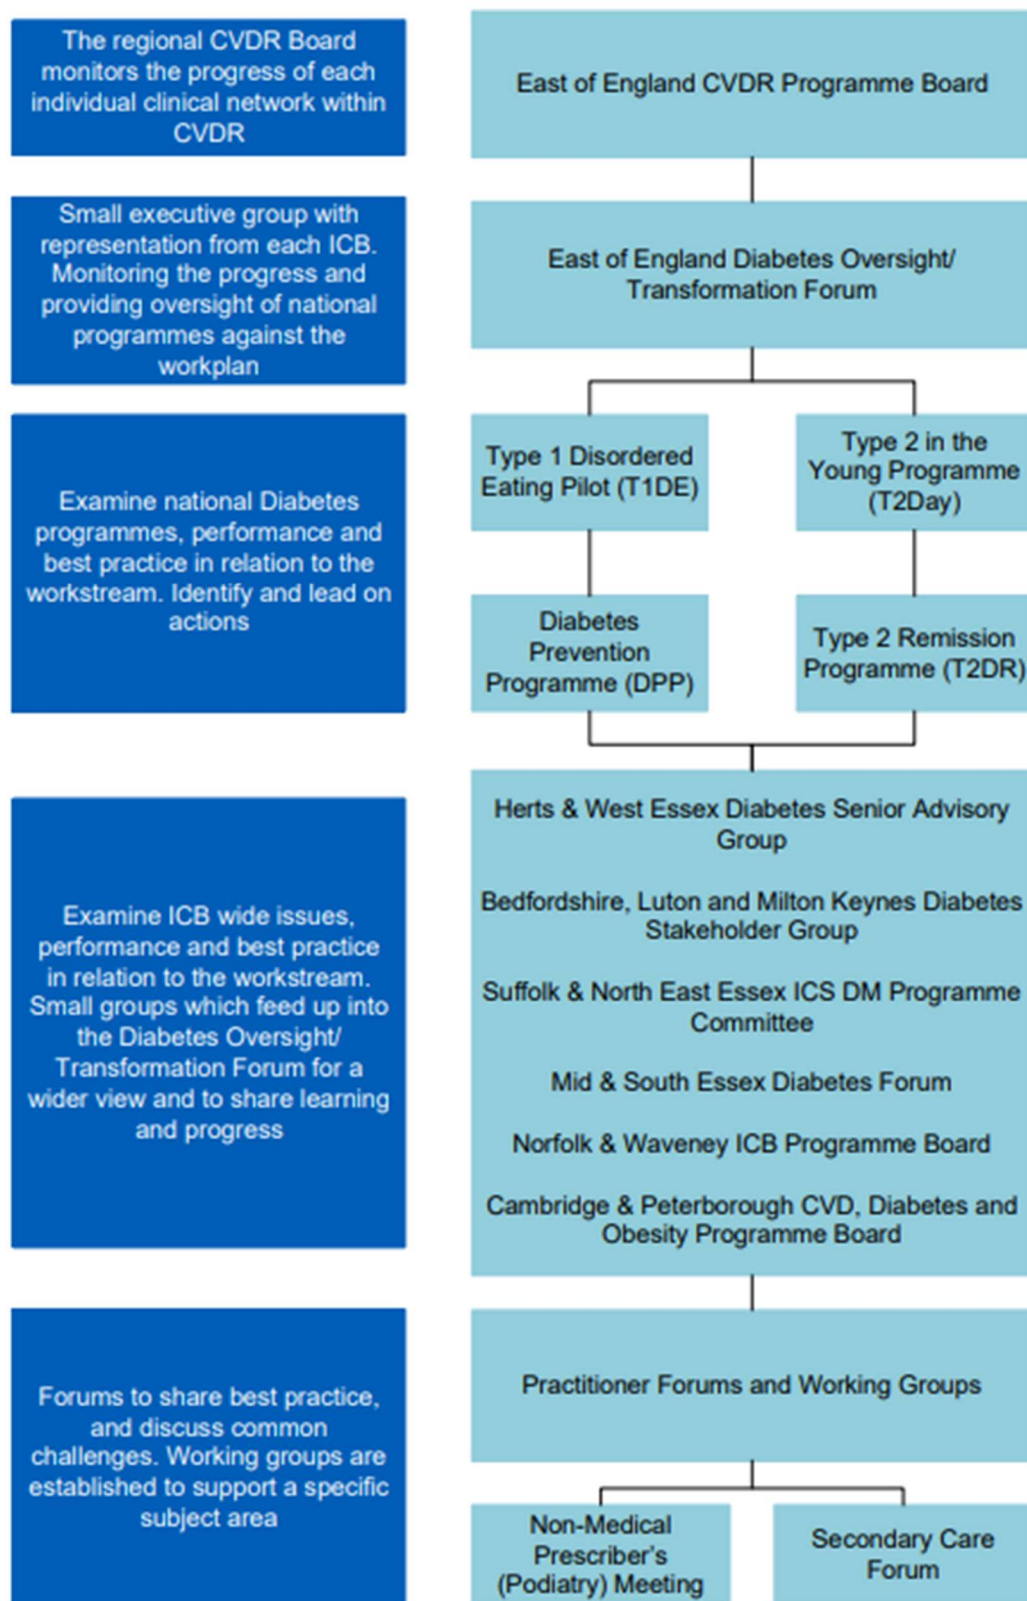 The regional CVDR Board
monitors the progress of each
individual clinical network within
CVDR
East of England CVDR Programme Board
Small executive group with
representation from each ICB.
Monitoring the progress and
providing oversight of national
programmes against the
workplan
East of England Diabetes Oversight/
Transformation Forum
Examine national Diabetes
programmes, performance and
best practice in relation to the
workstream. Identify and lead on
actions
Type 1 Disordered
Eating Pilot (T1DE)
Type 2 in the
Young Programme
(T2Day)
Diabetes
Prevention
Programme (DPP)
Type 2 Remission
Programme (T2DR)
Examine ICB wide issues,
performance and best practice
in relation to the workstream.
Small groups which feed up into
the Diabetes Oversight/
Transformation Forum for a
wider view and to share learning
and progress
Herts & West Essex Diabetes Senior Advisory
Group
Bedfordshire, Luton and Milton Keynes Diabetes
Stakeholder Group
Suffolk & North East Essex ICS DM Programme
Committee
Mid & South Essex Diabetes Forum
Norfolk & Waveney ICB Programme Board
Cambridge & Peterborough CVD, Diabetes and
Obesity Programme Board
Forums to share best practice,
and discuss common
challenges. Working groups are
established to support a specific
subject area
Practitioner Forums and Working Groups
Non-Medical
Prescriber's
(Podiatry) Meeting
Secondary Care
Forum